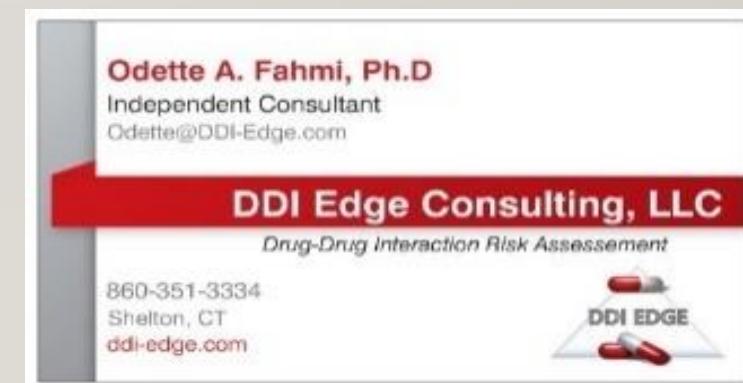 Odette A. Fahmi, Ph.D
Independent Consultant
Odette@DDI-Edge.com
DDI Edge Consulting, LLC
Drug-Drug Interaction Risk Assessement
860-351-3334
Shelton, CT
ddi-edge.com
DDI EDGE